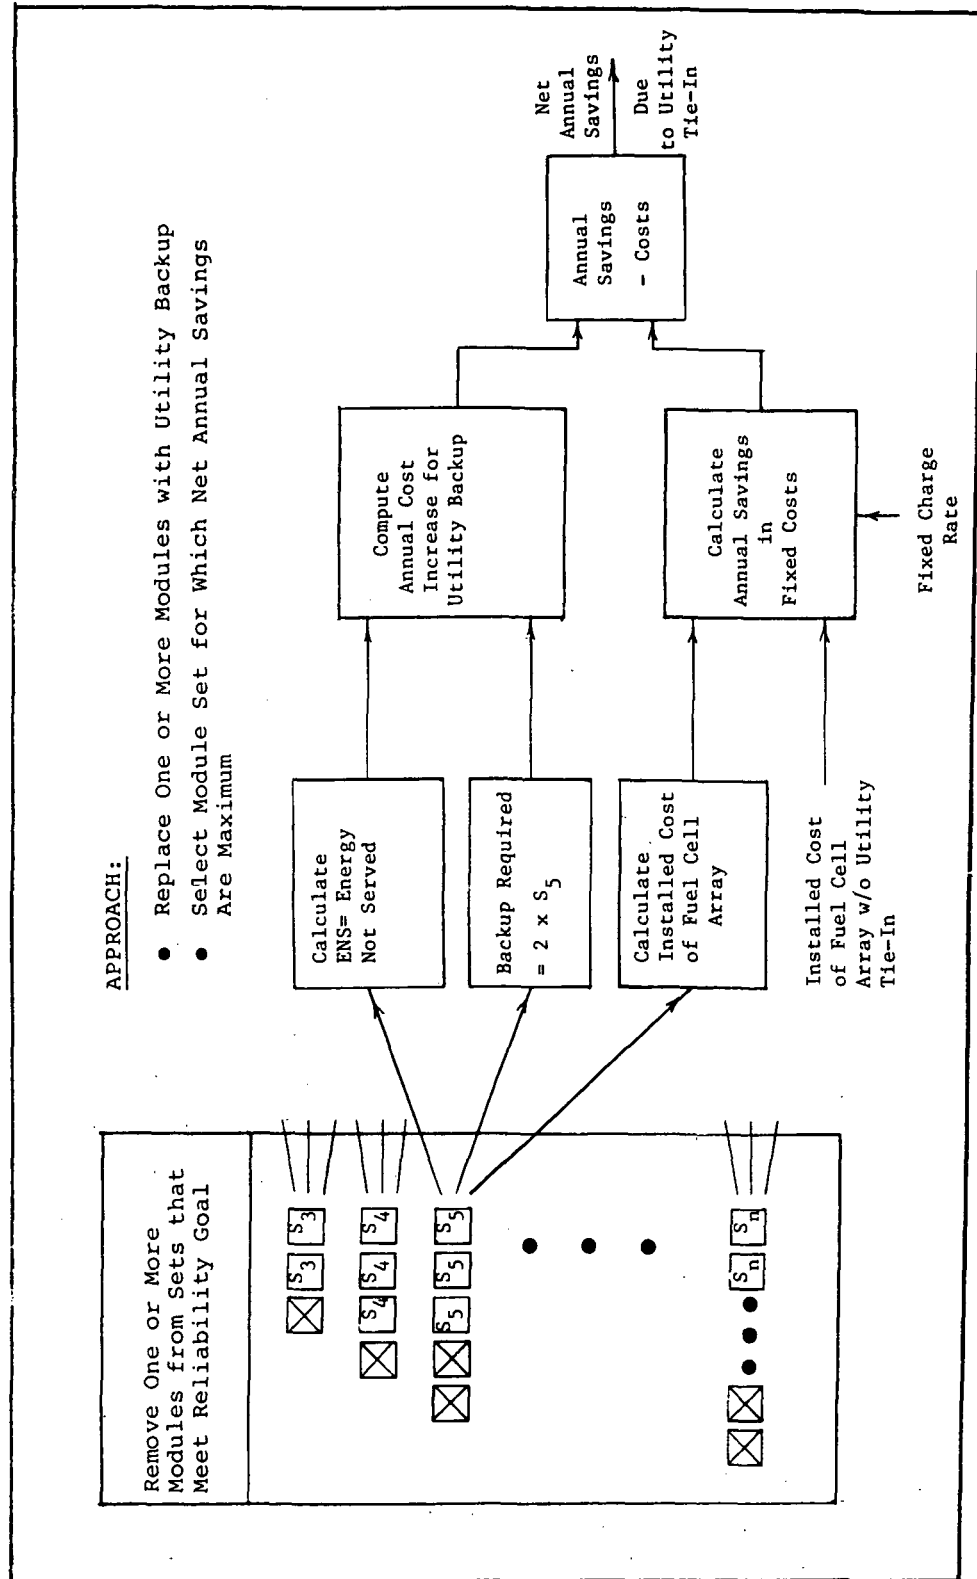 APPROACH:
● Replace One or More Modules with Utility Backup
● Select Module Set for Which Net Annual Savings
Are Maximum
Remove One or More
Modules from Sets that
Meet Reliability Goal
S3 S3
S4 S4 S4
S5 S5 S5
Sn Sn
Calculate
ENS= Energy
Not Served
Backup Required
= 2 x S5
Calculate
Installed Cost
of Fuel Cell
Array
Installed Cost
of Fuel Cell
Array w/o Utility
Tie-In
Compute
Annual Cost
Increase for
Utility Backup
Calculate
Annual Savings
in
Fixed Costs
Fixed Charge
Rate
Annual
Savings
- Costs
Net
Annual
Savings
Due
to Utility
Tie-In